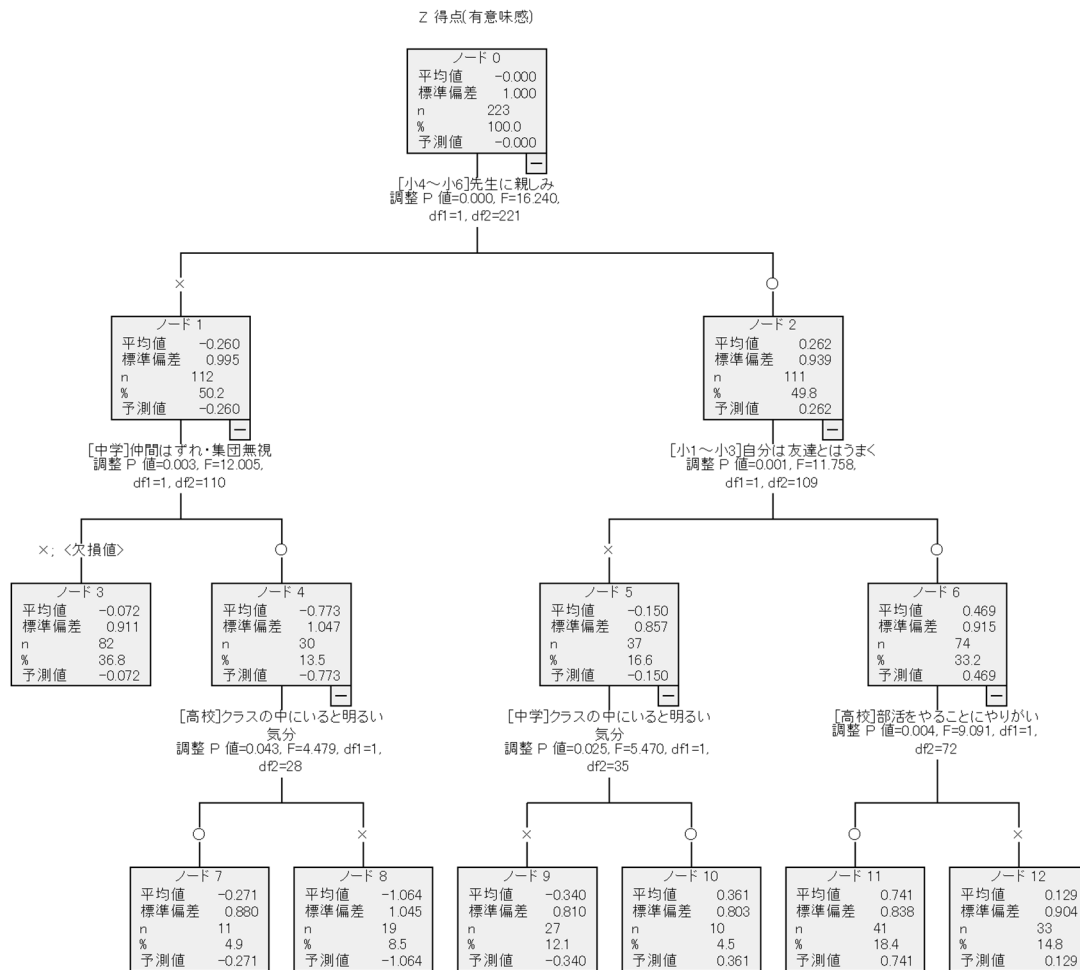 Z 得点(有意味感)
ノード 0
平均値 -0.000
標準偏差 1.000
n 223
% 100.0
予測値 -0.000
[小4～小6]先生に親しみ
調整 P 値=0.000, F=16.240,
df1=1, df2=221
×
○
ノード 1
平均値 -0.260
標準偏差 0.995
n 112
% 50.2
予測値 -0.260
ノード 2
平均値 0.262
標準偏差 0.939
n 111
% 49.8
予測値 0.262
[中学]仲間はずれ・集団無視
調整 P 値=0.003, F=12.005,
df1=1, df2=110
[小1～小3]自分は友達とはうまく
調整 P 値=0.001, F=11.758,
df1=1, df2=109
×; <欠損値>
○
×
○
ノード 3
平均値 -0.072
標準偏差 0.911
n 82
% 36.8
予測値 -0.072
ノード 4
平均値 -0.773
標準偏差 1.047
n 30
% 13.5
予測値 -0.773
ノード 5
平均値 -0.150
標準偏差 0.857
n 37
% 16.6
予測値 -0.150
ノード 6
平均値 0.469
標準偏差 0.915
n 74
% 33.2
予測値 0.469
[高校]クラスの中にいると明るい
気分
調整 P 値=0.043, F=4.479, df1=1,
df2=28
[中学]クラスの中にいると明るい
気分
調整 P 値=0.025, F=5.470, df1=1,
df2=35
[高校]部活をやることにやりがい
調整 P 値=0.004, F=9.091, df1=1,
df2=72
○
×
×
○
○
×
ノード 7
平均値 -0.271
標準偏差 0.880
n 11
% 4.9
予測値 -0.271
ノード 8
平均値 -1.064
標準偏差 1.045
n 19
% 8.5
予測値 -1.064
ノード 9
平均値 -0.340
標準偏差 0.810
n 27
% 12.1
予測値 -0.340
ノード 10
平均値 0.361
標準偏差 0.803
n 10
% 4.5
予測値 0.361
ノード 11
平均値 0.741
標準偏差 0.838
n 41
% 18.4
予測値 0.741
ノード 12
平均値 0.129
標準偏差 0.904
n 33
% 14.8
予測値 0.129